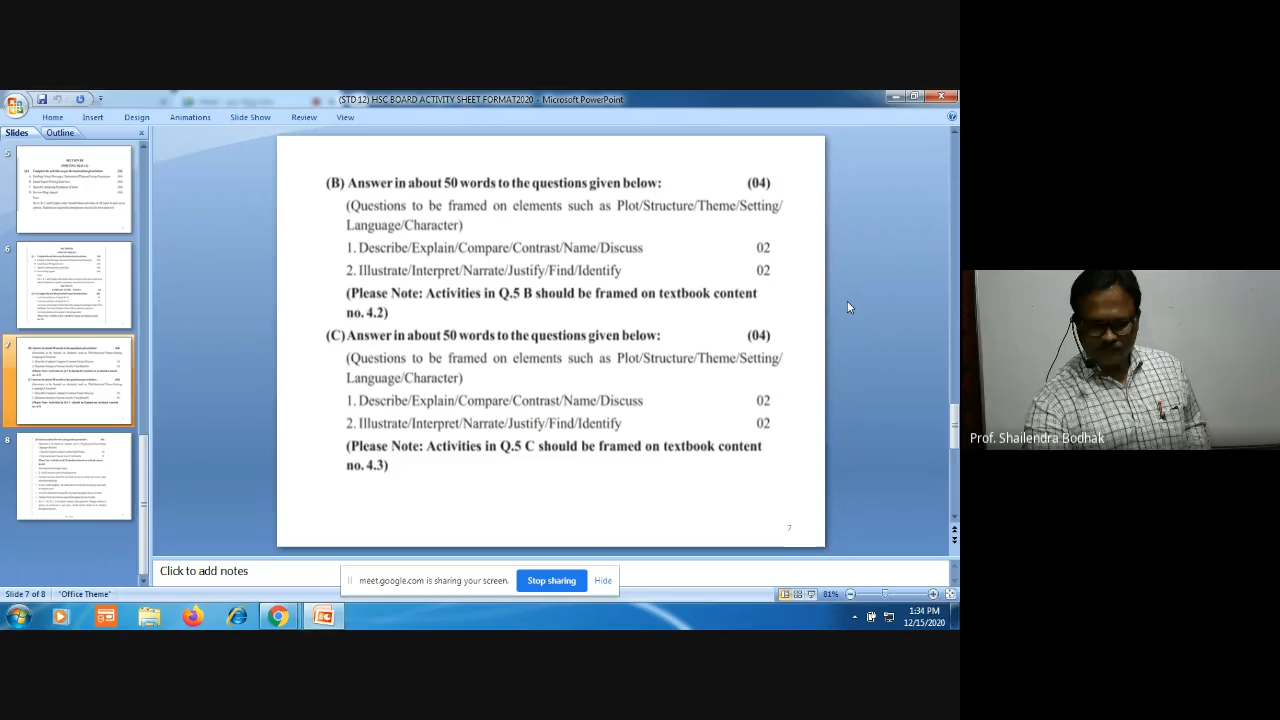 (STD 12) HSC BOARD ACTIVITY SHEET FORMAT2020 - Microsoft PowerPoint
Home Insert Design Animations Slide Show Review View
Slides Outline
5
6
7
8
(B) Answer in about 50 words to the questions given below: (04)
(Questions to be framed on elements such as Plot/Structure/Theme/Setting/
Language/Character)
1. Describe/Explain/Compare/Contrast/Name/Discuss 02
2. Illustrate/Interpret/Narrate/Justify/Find/Identify 02
(Please Note: Activities Q5 B should be framed on textbook content
no. 4.2)
(C) Answer in about 50 words the questions given below: (04)
(Questions to be framed on elements such as Plot/Structure/Theme/Setting/
Language/Character)
1. Describe/Explain/Compare/Contrast/Name/Discuss 02
2. Illustrate/Interpret/Narrate/Justify/Find/Identify 02
(Please Note: Activities Q5 C should be framed on textbook content
no. 4.3)
7
Prof. Shailendra Bodhak
Click to add notes
meet.google.com is sharing your screen. Stop sharing Hide
Slide 7 of 8 "Office Theme" 81%
1:34 PM
12/15/2020